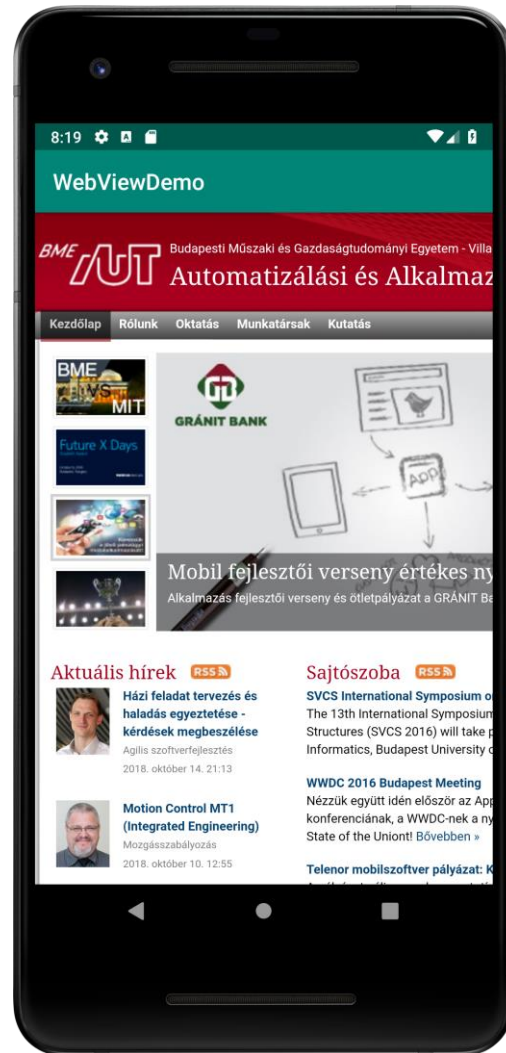 8:19
WebViewDemo
BME AUT
Budapesti Műszaki és Gazdaságtudományi Egyetem - Villa
Automatizálási és Alkalmaz
Kezdőlap Rólunk Oktatás Munkatársak Kutatás
BME
VS
MIT
Future X Days
GRÁNIT BANK
APP
Mobil fejlesztői verseny értékes ny
Alkalmazás fejlesztői verseny és ötletpályázat a GRÁNIT Ba
Aktuális hírek RSS
Házi feladat tervezés és
haladás egyeztetése -
kérdések megbeszélése
Agilis szoftverfejlesztés
2018. október 14. 21:13
Motion Control MT1
(Integrated Engineering)
Mozgásszabályozás
2018. október 10. 12:55
Sajtószoba RSS
SVCS International Symposium o
The 13th International Symposium
Structures (SVCS 2016) will take p
Informatics, Budapest University o
WWDC 2016 Budapest Meeting
Nézzük együtt idén először az App
konferenciának, a WWDC-nek a ny
State of the Uniont! Bővebben »
Telenor mobilszoftver pályázat: K